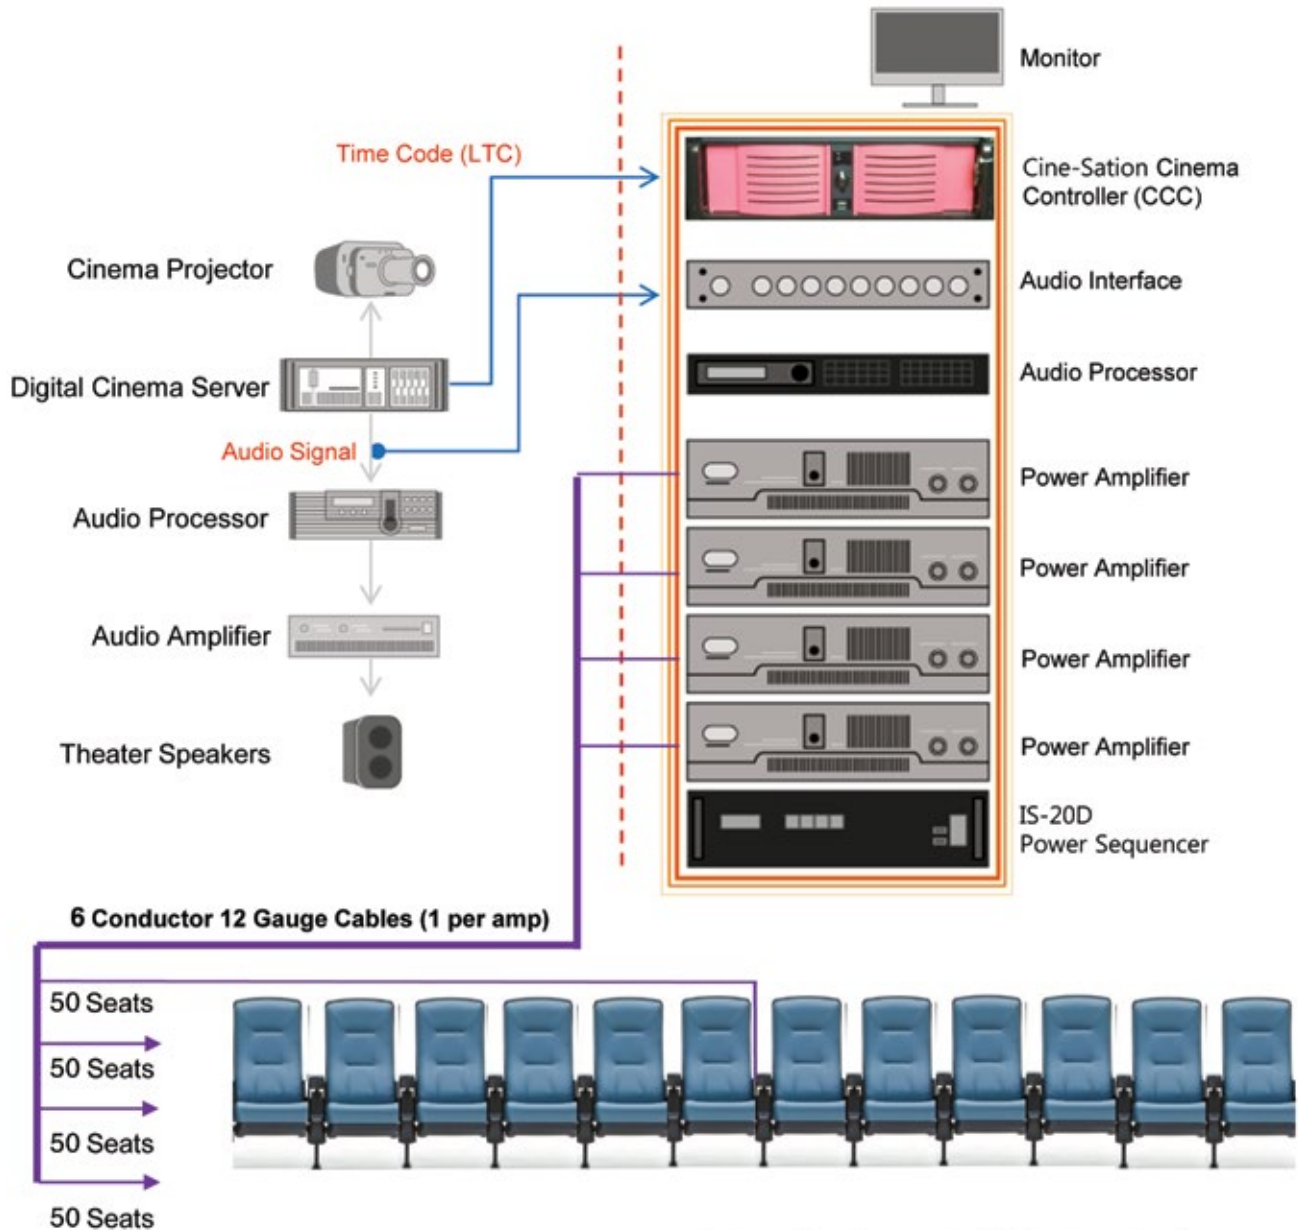 Monitor
Time Code (LTC)
Cine-Sation Cinema
Controller (CCC)
Cinema Projector
Audio Interface
Digital Cinema Server
Audio Processor
Audio Signal
Power Amplifier
Audio Processor
Power Amplifier
Audio Amplifier
Power Amplifier
Theater Speakers
Power Amplifier
IS-20D
Power Sequencer
6 Conductor 12 Gauge Cables (1 per amp)
50 Seats
50 Seats
50 Seats
50 Seats